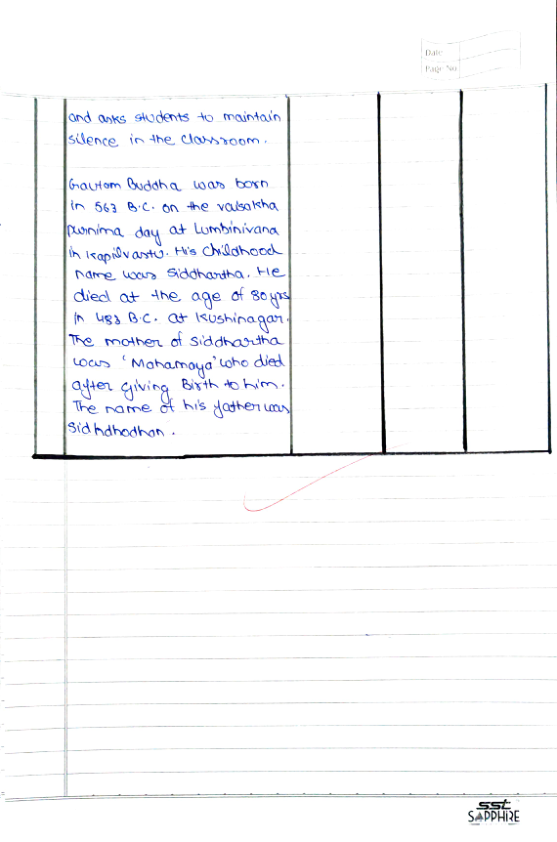 Date
Page No
and asks students to maintain
silence in the classroom.
Gautam Buddha was born
in 563 B.C. on the vaisakha
purnima day at Lumbinivana
in Kapilvastu. His Childhood
name was Siddhartha. He
died at the age of 80 yrs
in 483 B.C. at Kushinagar.
The mother of Siddhartha
was 'Mahamaya' who died
after giving Birth to him.
The name of his father was
Sidhdhodhan.
sst
SAPPHIRE